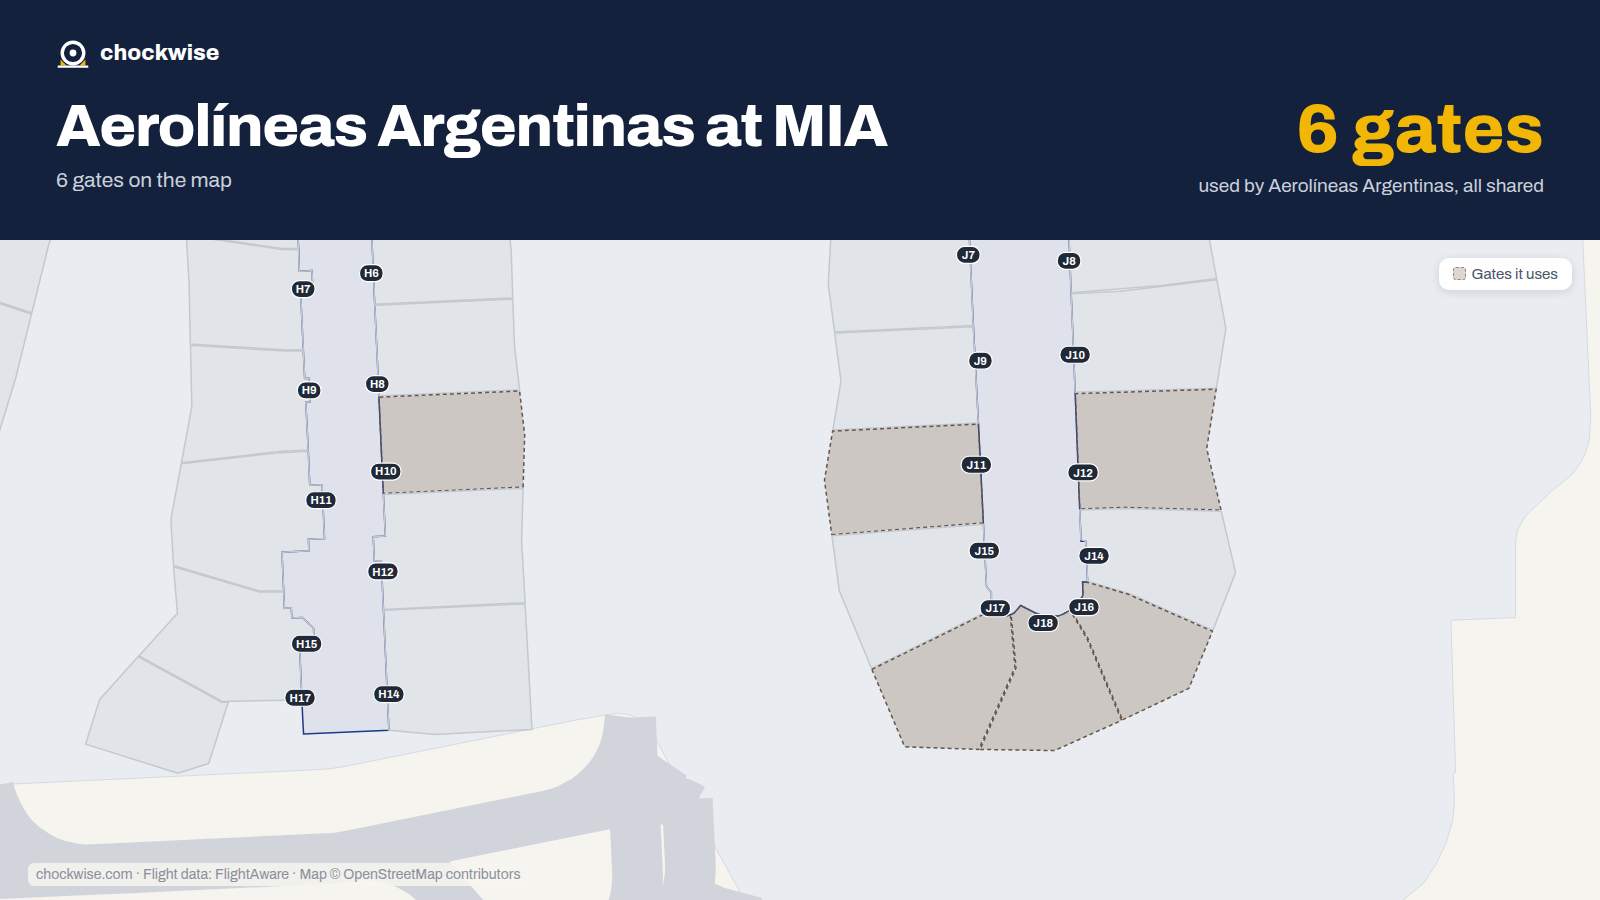 chockwise
Aerolíneas Argentinas at MIA
6 gates on the map
6 gates
used by Aerolíneas Argentinas, all shared
Gates it uses
H7
H6
H9
H8
H10
H11
H12
H15
H14
H17
J7
J8
J9
J10
J11
J12
J15
J14
J17
J16
J18
chockwise.com · Flight data: FlightAware · Map © OpenStreetMap contributors